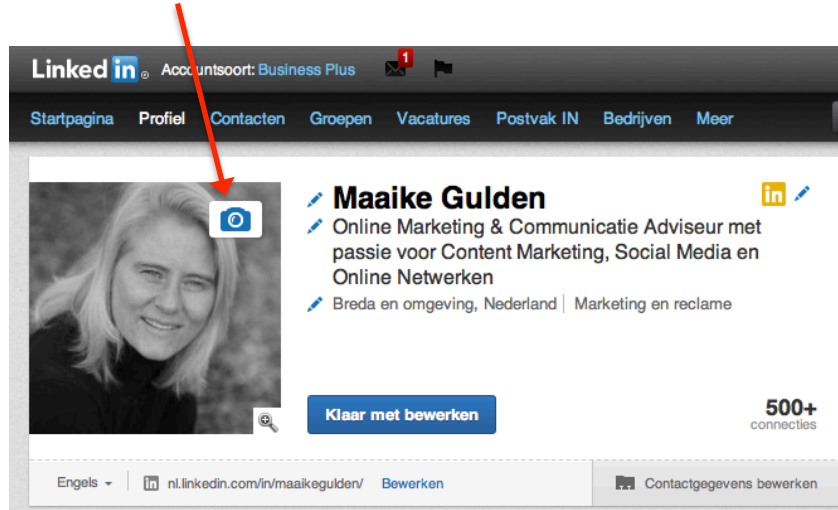 Linked in ® Accountsoort: Business Plus 1
Startpagina Profiel Contacten Groepen Vacatures Postvak IN Bedrijven Meer
Maaike Gulden in
Online Marketing & Communicatie Adviseur met
passie voor Content Marketing, Social Media en
Online Netwerken
Breda en omgeving, Nederland | Marketing en reclame
Klaar met bewerken
500+
connecties
Engels in nl.linkedin.com/in/maaikegulden/ Bewerken
Contactgegevens bewerken